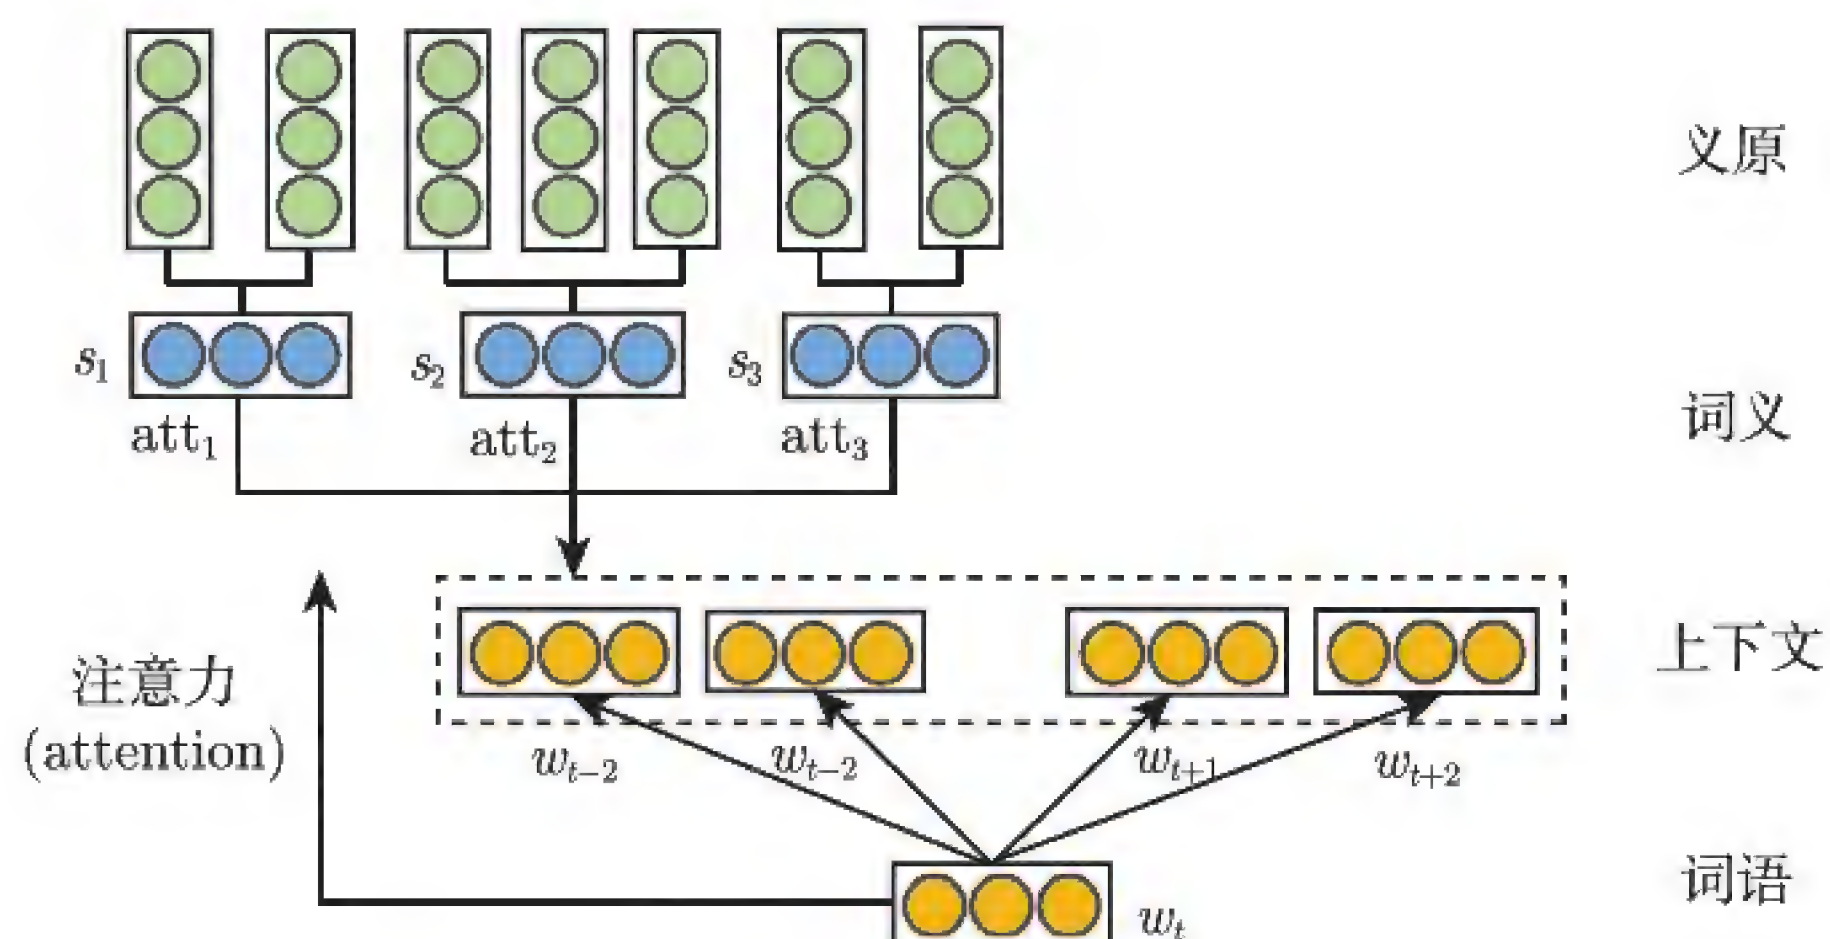 义原
s₁
s₂
s₃
att₁
att₂
att₃
词义
注意力
(attention)
上下文
wₜ₋₂
wₜ₋₂
wₜ₊₁
wₜ₊₂
词语
wₜ